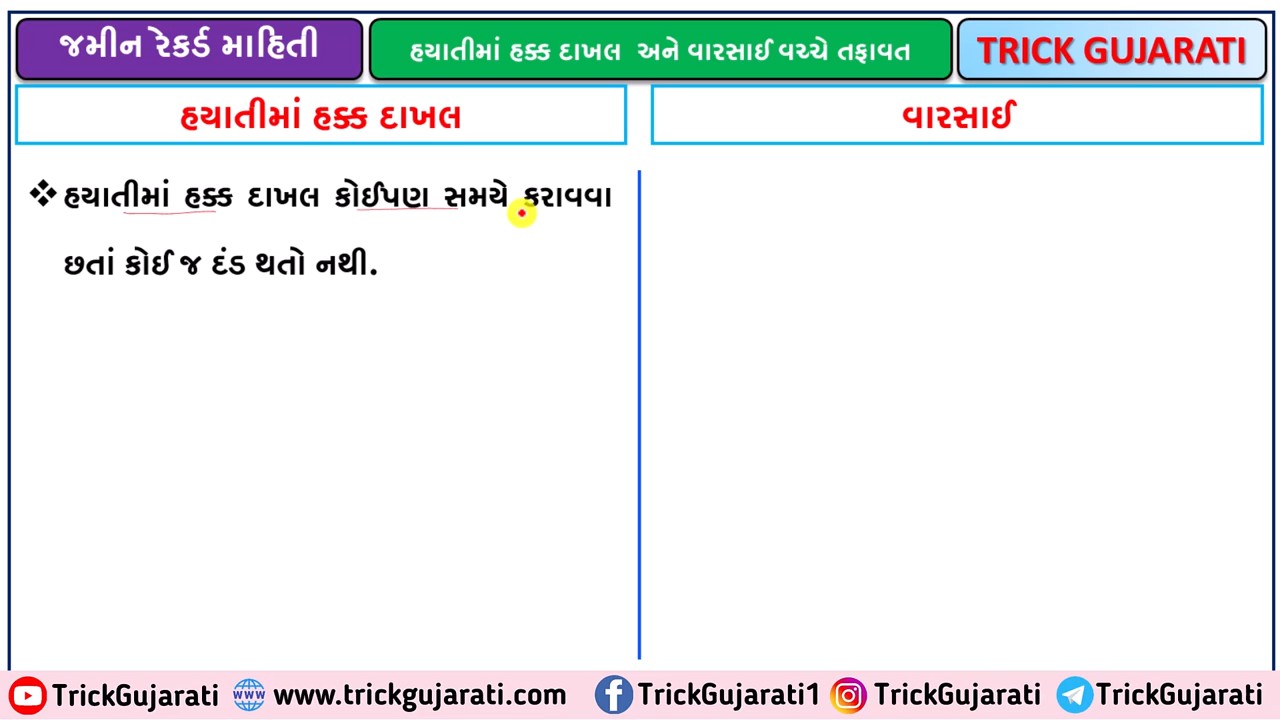 જમીન રેકર્ડ માહિતી
હયાતીમાં હક્ક દાખલ અને વારસાઈ વચ્ચે તફાવત
TRICK GUJARATI
હયાતીમાં હક્ક દાખલ
વારસાઈ
❖ હયાતીમાં હક્ક દાખલ કોઈપણ સમયે કરાવવા
છતાં કોઈ જ દંડ થતો નથી.
TrickGujarati www.trickgujarati.com TrickGujarati1 TrickGujarati TrickGujarati